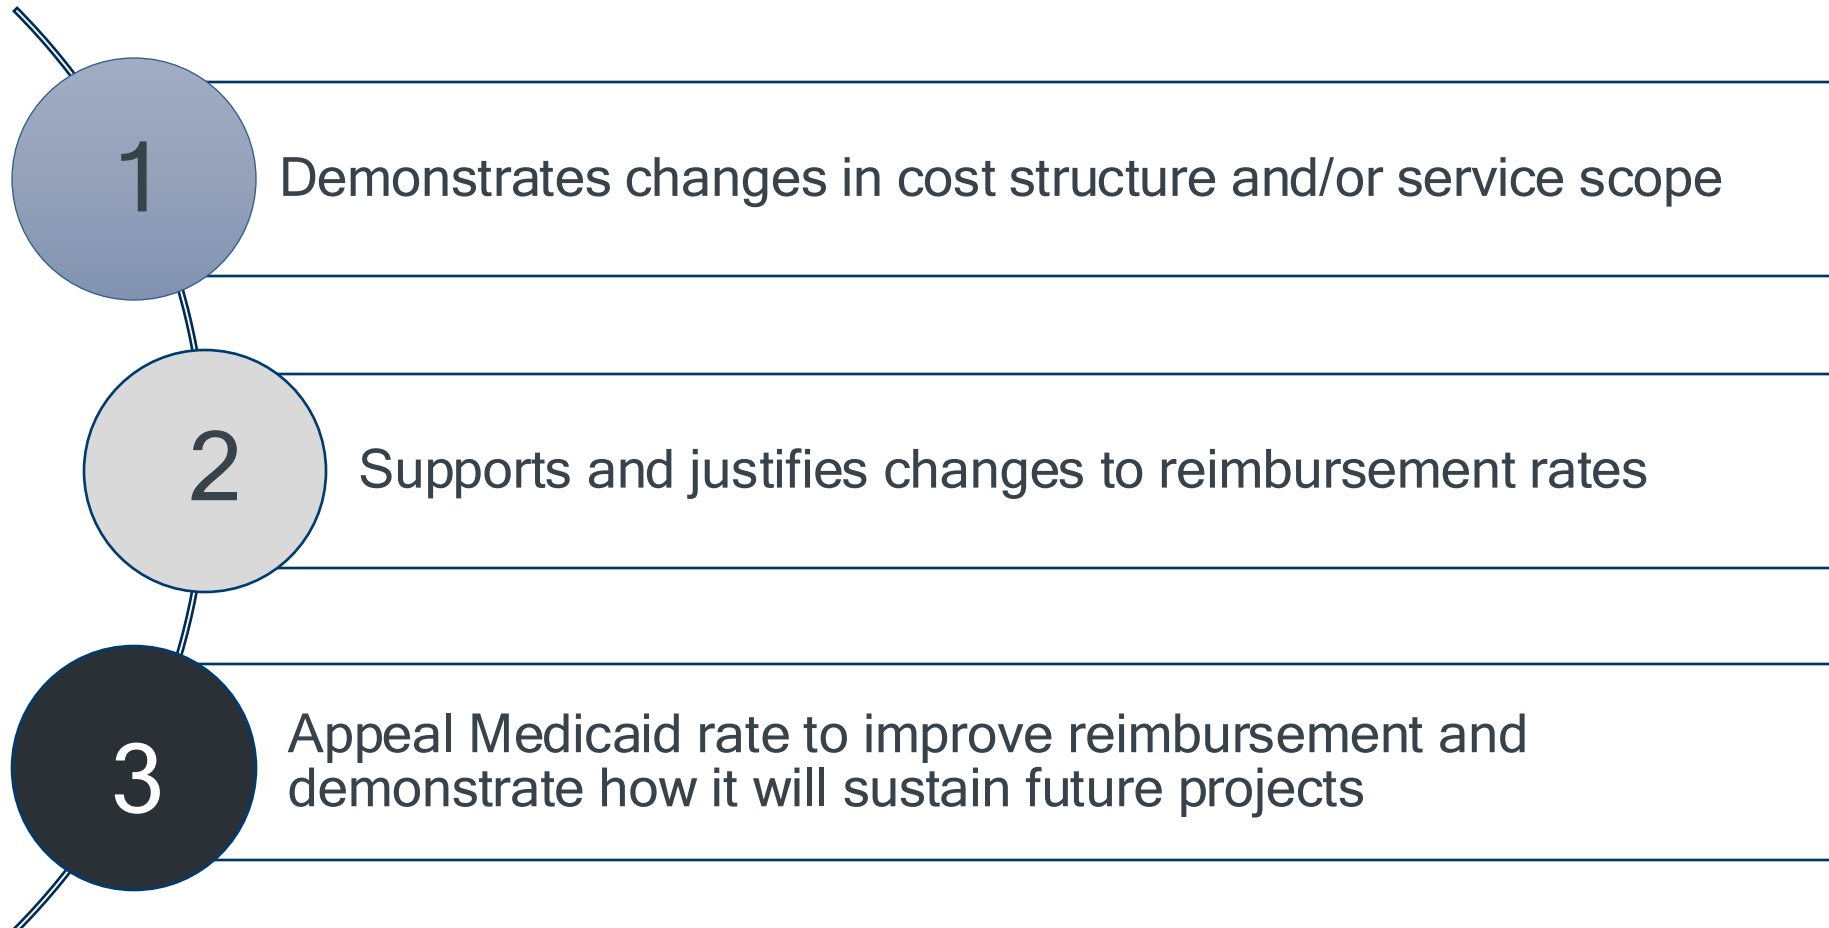 1
Demonstrates changes in cost structure and/or service scope
2
Supports and justifies changes to reimbursement rates
3
Appeal Medicaid rate to improve reimbursement and
demonstrate how it will sustain future projects